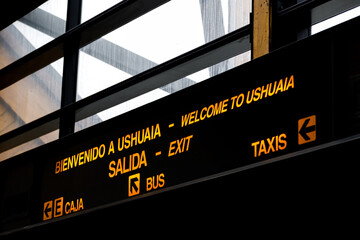 BIENVENIDO A USHUAIA - WELCOME TO USHUAIA
SALIDA - EXIT
E CAJA BUS TAXIS